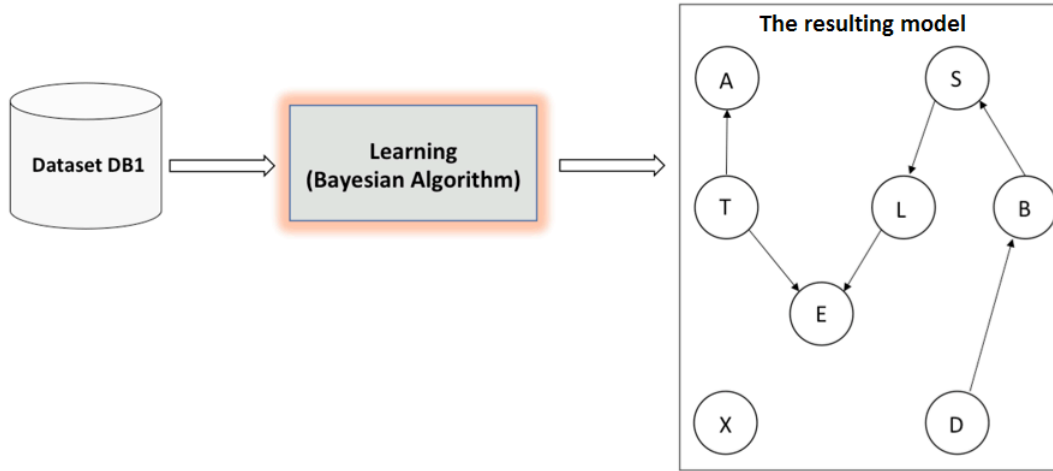 The resulting model
A
S
Dataset DB1
Learning
(Bayesian Algorithm)
T
L
B
E
X
D